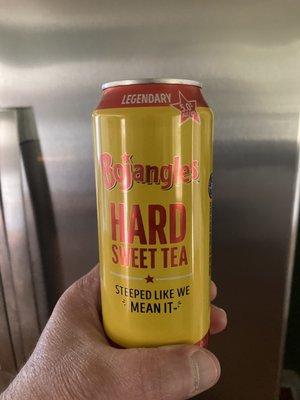 LEGENDARY
Bojangles
HARD
SWEET TEA
STEEPED LIKE WE
MEAN IT